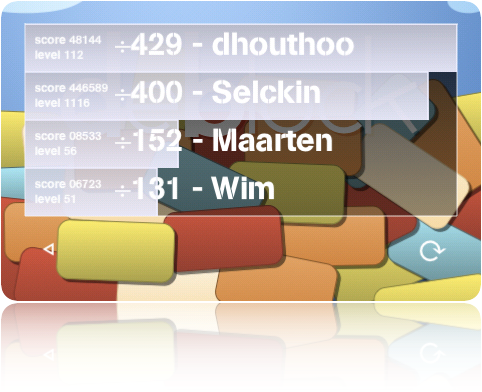 score 48144
level 112
÷429 - dhouthoo
score 446589
level 1116
÷400 - Selckin
score 08533
level 56
÷152 - Maarten
score 06723
level 51
÷131 - Wim